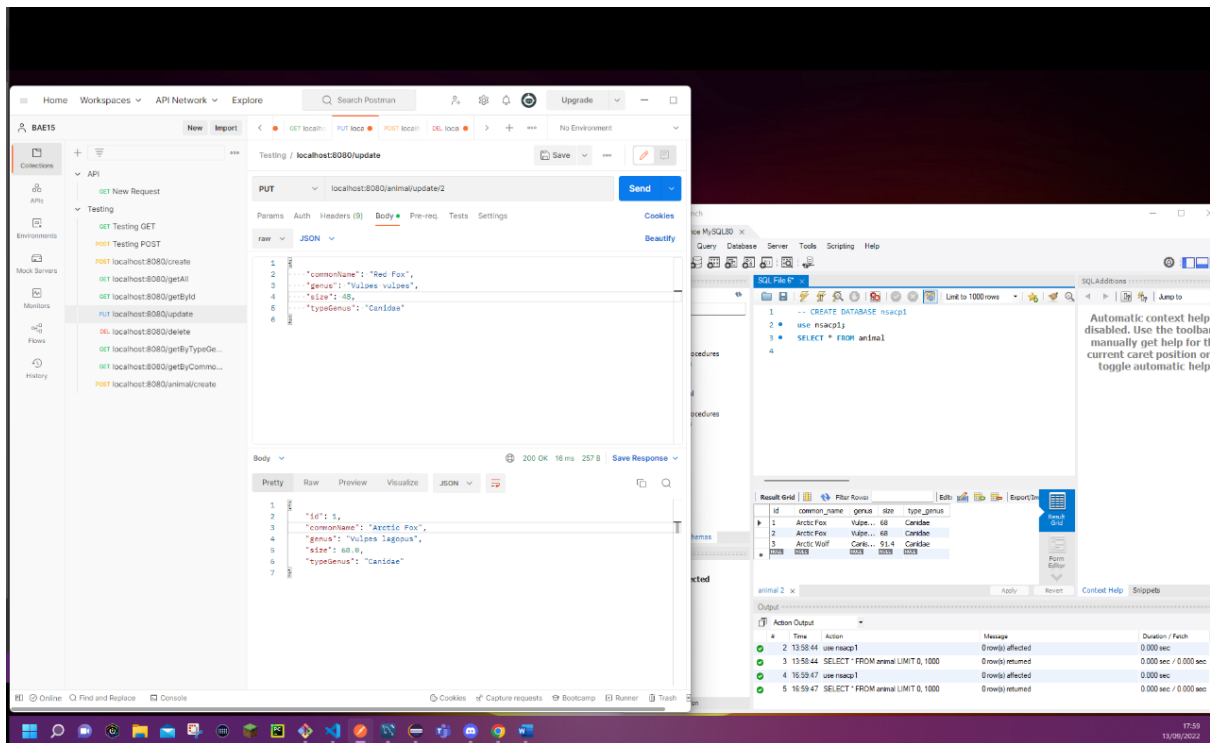 Home Workspaces API Network Explore Search Postman Upgrade
BAE15 New Import GET localh PUT loca POST locall DEL loca No Environment
Collections
APIs
Environments
Mock Servers
Monitors
Flows
History
API
GET New Request
Testing
GET Testing GET
POST Testing POST
POST localhost:8080/create
GET localhost:8080/getAll
GET localhost:8080/getById
PUT localhost:8080/update
DEL localhost:8080/delete
GET localhost:8080/getByTypeGe...
GET localhost:8080/getByCommo...
POST localhost:8080/animal/create
Testing / localhost:8080/update Save
PUT localhost:8080/animal/update/2 Send
Params Auth Headers (9) Body Pre-req. Tests Settings Cookies
raw JSON Beautify
1 {
2 "commonName": "Red Fox",
3 "genus": "Vulpes vulpes",
4 "size": 48,
5 "typeGenus": "Canidae"
6 }
Body 200 OK 16 ms 257 B Save Response
Pretty Raw Preview Visualize JSON
1 {
2 "id": 1,
3 "commonName": "Arctic Fox",
4 "genus": "Vulpes lagopus",
5 "size": 68.0,
6 "typeGenus": "Canidae"
7 }
Online Find and Replace Console Cookies Capture requests Bootcamp Runner Trash
nch
ce MySQL80
Query Database Server Tools Scripting Help
SQL File 6* SQLAdditions
Limit to 1000 rows Jump to
1 -- CREATE DATABASE nsacp1
2 use nsacp1;
3 SELECT * FROM animal
4
Automatic context help
disabled. Use the toolbar
manually get help for th
current caret position or
toggle automatic help
ocedures
ocedures
hemas
cted
Result Grid Filter Rows: Edit: Export/Im
id common_name genus size type_genus
1 Arctic Fox Vulpe... 68 Canidae
2 Arctic Fox Vulpe... 68 Canidae
3 Arctic Wolf Canis... 91.4 Canidae
NULL NULL NULL NULL NULL
Result Grid
Form Editor
animal 2 Apply Revert Context Help Snippets
Output
Action Output
# Time Action Message Duration / Fetch
2 13:58:44 use nsacp1 0 row(s) affected 0.000 sec
3 13:58:44 SELECT * FROM animal LIMIT 0, 1000 0 row(s) returned 0.000 sec / 0.000 sec
4 16:59:47 use nsacp1 0 row(s) affected 0.000 sec
5 16:59:47 SELECT * FROM animal LIMIT 0, 1000 0 row(s) returned 0.000 sec / 0.000 sec
17:59
13/09/2022